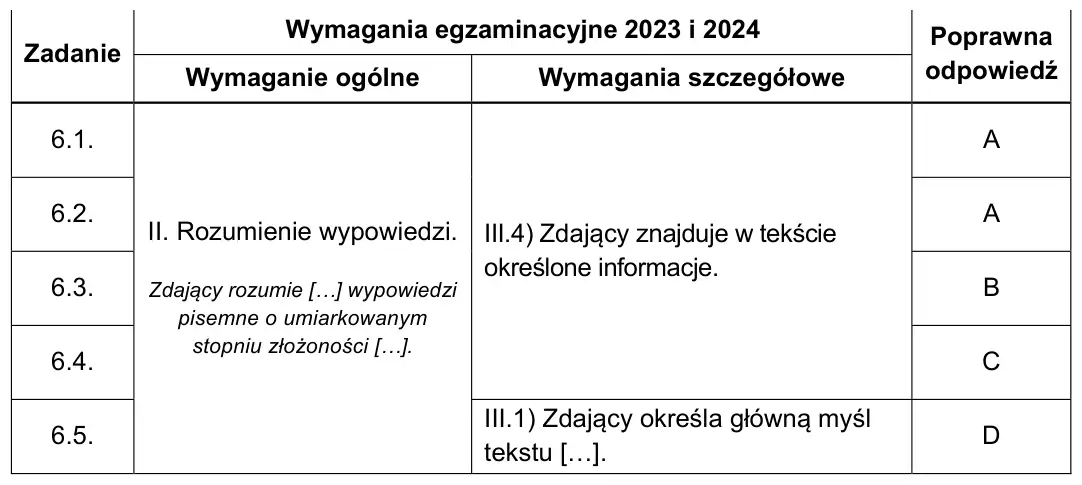 Zadanie
Wymagania egzaminacyjne 2023 i 2024
Poprawna
odpowiedź
Wymaganie ogólne
Wymagania szczegółowe
6.1.
II. Rozumienie wypowiedzi.
Zdający rozumie […] wypowiedzi
pisemne o umiarkowanym
stopniu złożoności […].
III.4) Zdający znajduje w tekście
określone informacje.
A
6.2.
A
6.3.
B
6.4.
C
6.5.
III.1) Zdający określa główną myśl
tekstu […].
D